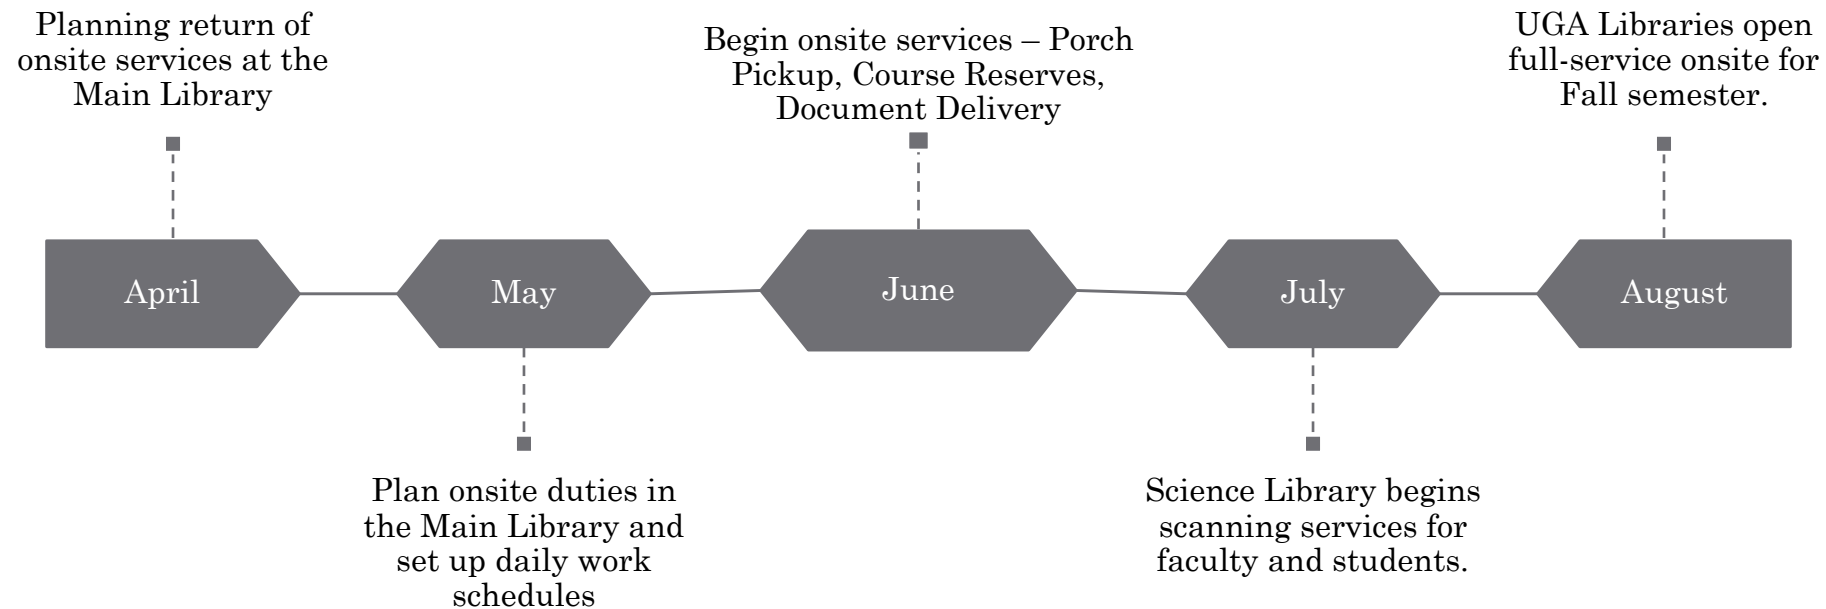 Planning return of
onsite services at the
Main Library
Begin onsite services – Porch
Pickup, Course Reserves,
Document Delivery
UGA Libraries open
full-service onsite for
Fall semester.
April
May
June
July
August
Plan onsite duties in
the Main Library and
set up daily work
schedules
Science Library begins
scanning services for
faculty and students.